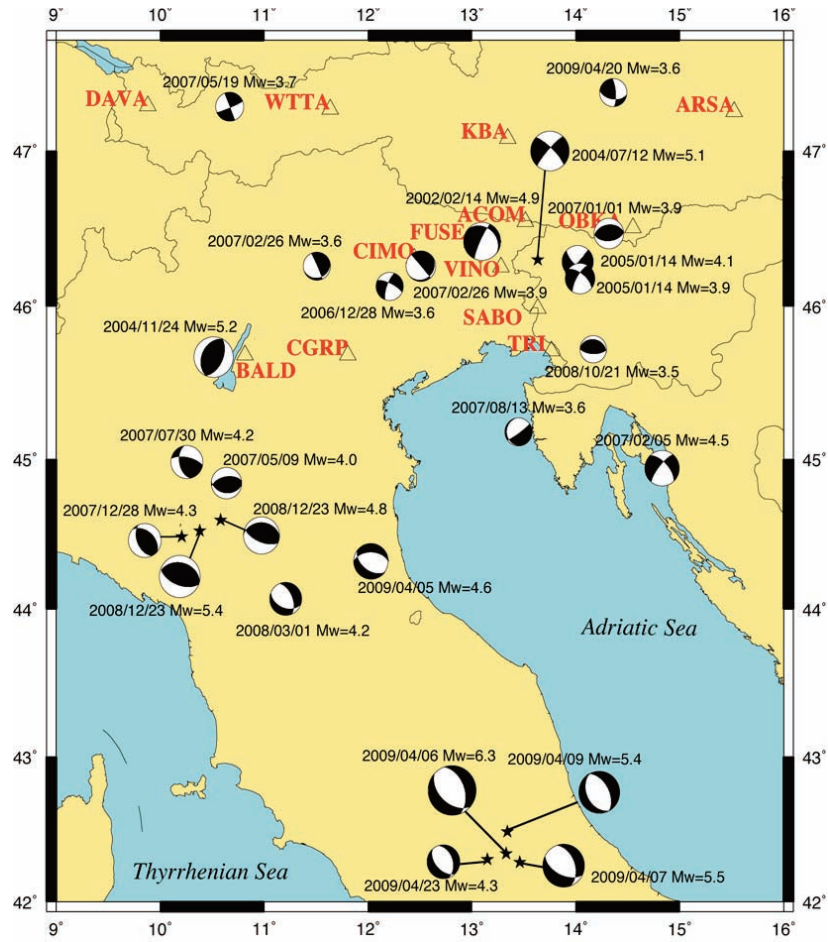 9° 10° 11° 12° 13° 14° 15° 16°
2009/04/20 Mw=3.6
2007/05/19 Mw=3.7
DAVA
WTTA
ARSA
KBA
47° 47°
2004/07/12 Mw=5.1
2002/02/14 Mw=4.9
2007/01/01 Mw=3.9
ACOM
OBKA
FUSE
2007/02/26 Mw=3.6
CIMO
2005/01/14 Mw=4.1
VINO
2005/01/14 Mw=3.9
2007/02/26 Mw=3.9
46° 46°
2006/12/28 Mw=3.6
SABO
2004/11/24 Mw=5.2
CGRP
TRI
BALD
2008/10/21 Mw=3.5
2007/08/13 Mw=3.6
2007/07/30 Mw=4.2
2007/02/05 Mw=4.5
45° 45°
2007/05/09 Mw=4.0
2007/12/28 Mw=4.3
2008/12/23 Mw=4.8
2009/04/05 Mw=4.6
44° 44°
2008/12/23 Mw=5.4
2008/03/01 Mw=4.2
Adriatic Sea
43° 43°
2009/04/06 Mw=6.3
2009/04/09 Mw=5.4
Thyrrhenian Sea
2009/04/23 Mw=4.3
2009/04/07 Mw=5.5
42° 42°
9° 10° 11° 12° 13° 14° 15° 16°